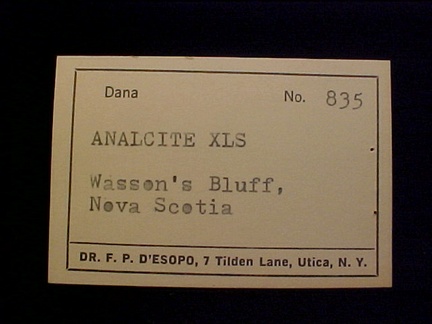 Dana No. 835
ANALCITE XLS
Wasson's Bluff,
Nova Scotia
DR. F. P. D'ESOPO, 7 Tilden Lane, Utica, N. Y.